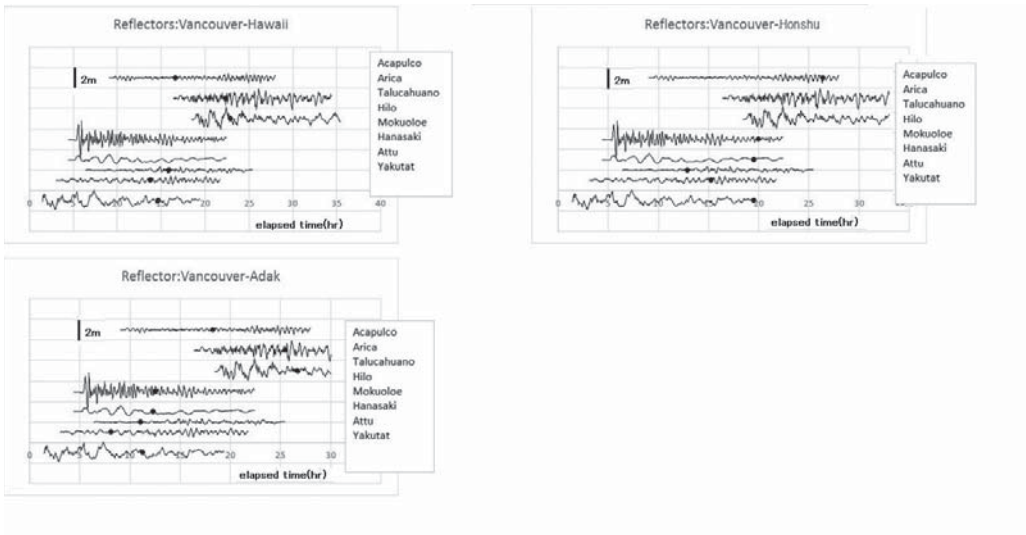 Reflectors:Vancouver-Hawaii
2m
Acapulco
Arica
Talucahuano
Hilo
Mokuoloe
Hanasaki
Attu
Yakutat
0 5 10 15 20 25 30 35 40
elapsed time(hr)
Reflectors:Vancouver-Honshu
2m
Acapulco
Arica
Talucahuano
Hilo
Mokuoloe
Hanasaki
Attu
Yakutat
0 5 10 15 20 25 30
elapsed time(hr)
Reflector:Vancouver-Adak
2m
Acapulco
Arica
Talucahuano
Hilo
Mokuoloe
Hanasaki
Attu
Yakutat
0 5 10 15 20 25 30
elapsed time(hr)